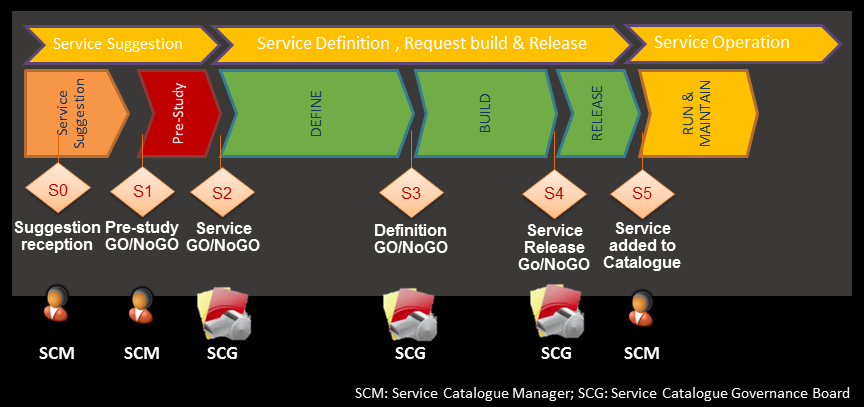 Service Suggestion
Service Definition , Request build & Release
Service Operation
Service
Suggestion
Pre-Study
DEFINE
BUILD
RELEASE
RUN &
MAINTAIN
S0
S1
S2
S3
S4
S5
Suggestion
reception
Pre-study
GO/NoGO
Service
GO/NoGO
Definition
GO/NoGO
Service
Release
Go/NoGO
Service
added to
Catalogue
SCM
SCM
SCG
SCG
SCG
SCM
SCM: Service Catalogue Manager; SCG: Service Catalogue Governance Board